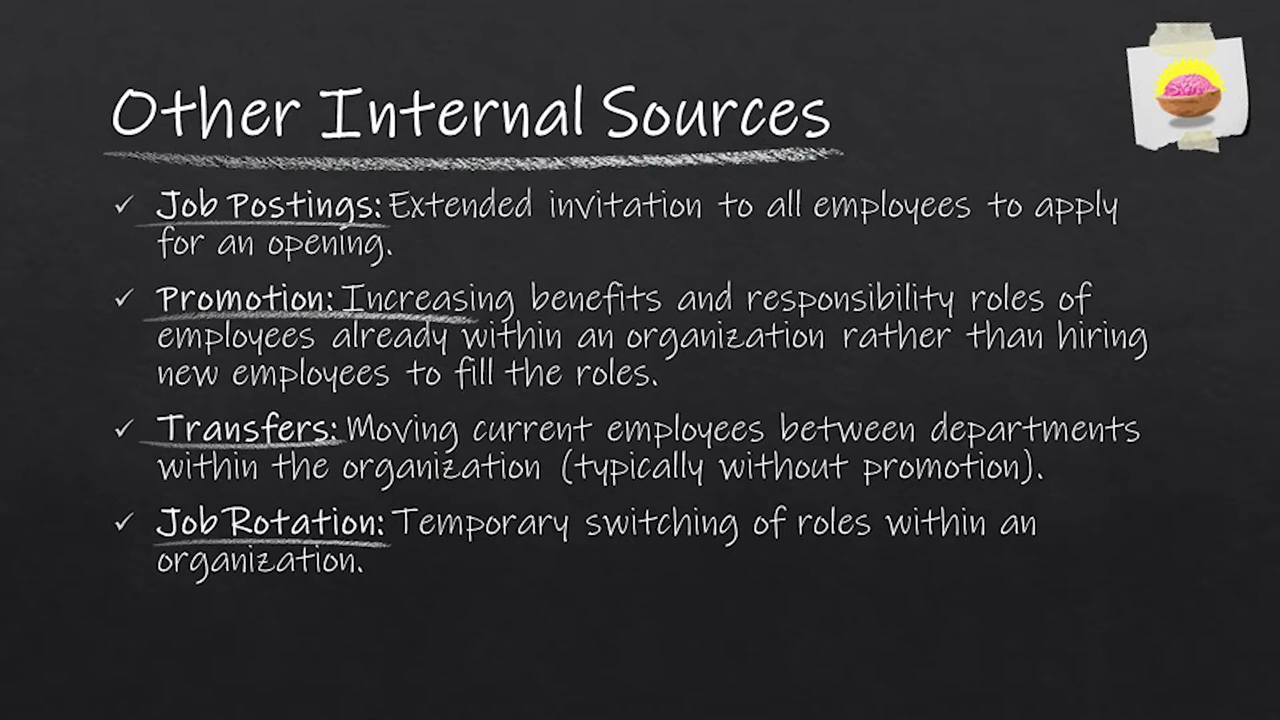 Other Internal Sources
✓ Job Postings: Extended invitation to all employees to apply
for an opening.
✓ Promotion: Increasing benefits and responsibility roles of
employees already within an organization rather than hiring
new employees to fill the roles.
✓ Transfers: Moving current employees between departments
within the organization (typically without promotion).
✓ Job Rotation: Temporary switching of roles within an
organization.